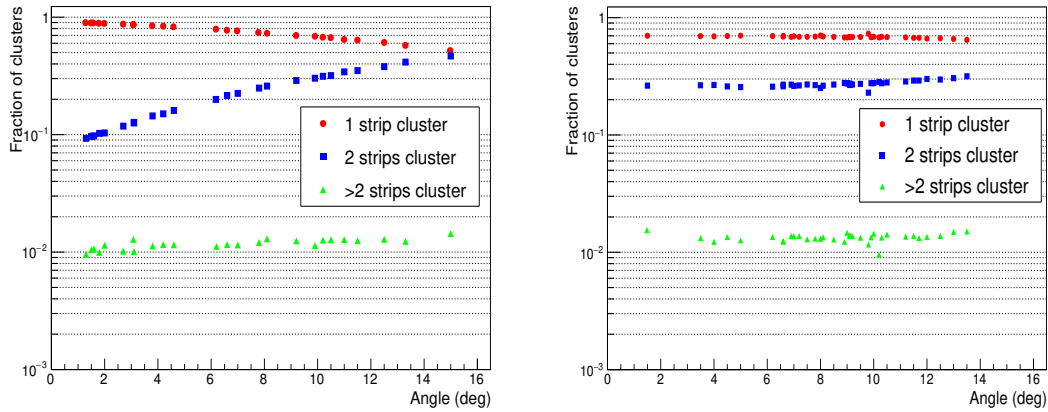 Fraction of clusters
1
10⁻¹
10⁻²
10⁻³
1 strip cluster
2 strips cluster
>2 strips cluster
0 2 4 6 8 10 12 14 16
Angle (deg)
Fraction of clusters
1
10⁻¹
10⁻²
10⁻³
1 strip cluster
2 strips cluster
>2 strips cluster
0 2 4 6 8 10 12 14 16
Angle (deg)